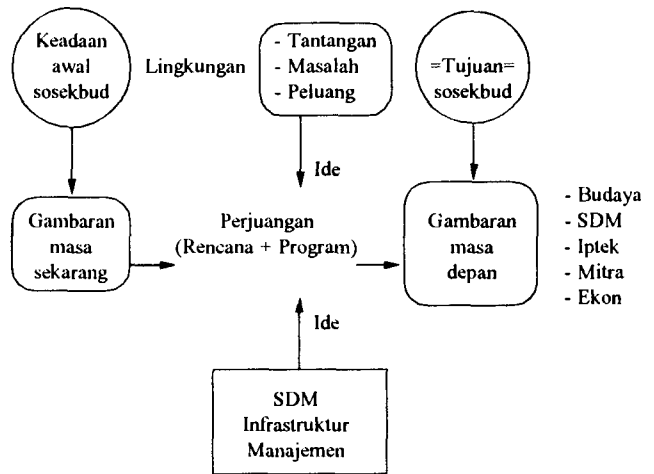 Keadaan
awal
sosekbud
Lingkungan
- Tantangan
- Masalah
- Peluang
=Tujuan=
sosekbud
Ide
Gambaran
masa
sekarang
Perjuangan
(Rencana + Program)
Gambaran
masa
depan
- Budaya
- SDM
- Iptek
- Mitra
- Ekon
Ide
SDM
Infrastruktur
Manajemen